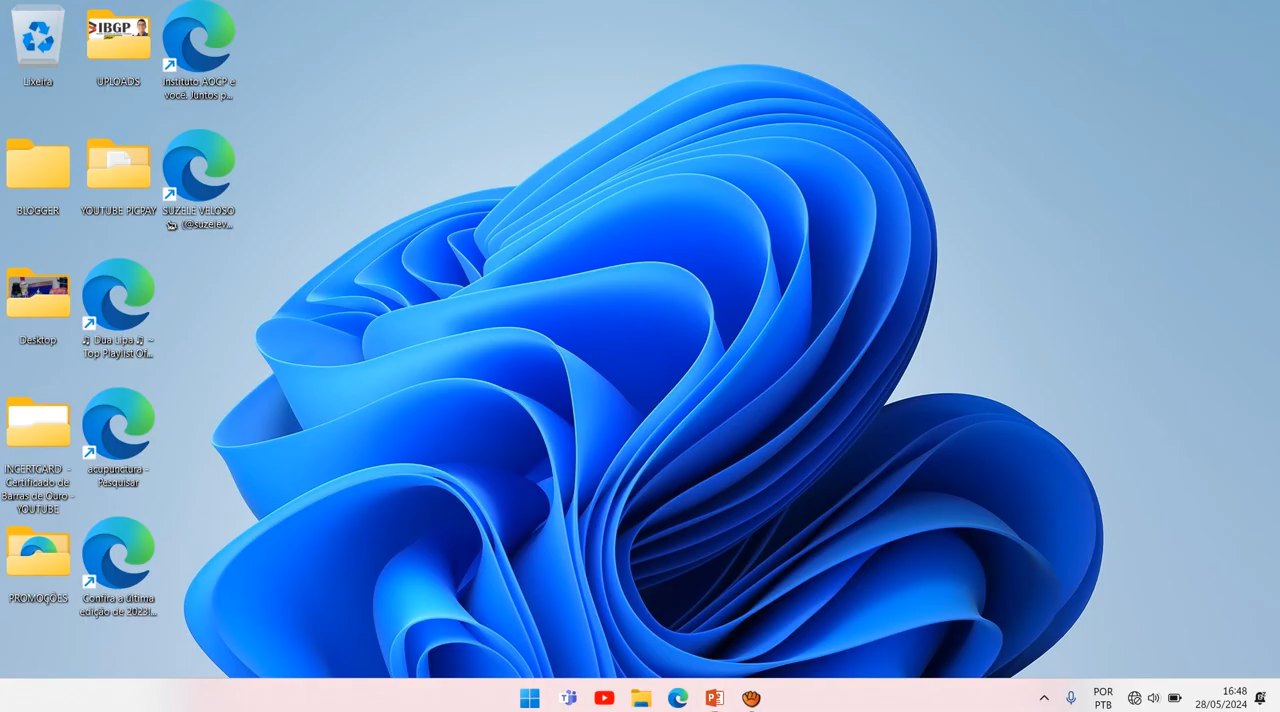 Lixeira
IBGP
UPLOADS
Instituto AOCP e
você. Juntos p...
BLOGGER
YOUTUBE PICPAY
SUZELE VELOSO
(@suzelev...
Desktop
♫ Dua Lipa ♫ ~
Top Playlist Of...
INCERTCARD -
Certificado de
Barras de Ouro -
YOUTUBE
acupunctura -
Pesquisar
PROMOÇÕES
Confira a última
edição de 2023!...
POR
PTB
16:48
28/05/2024